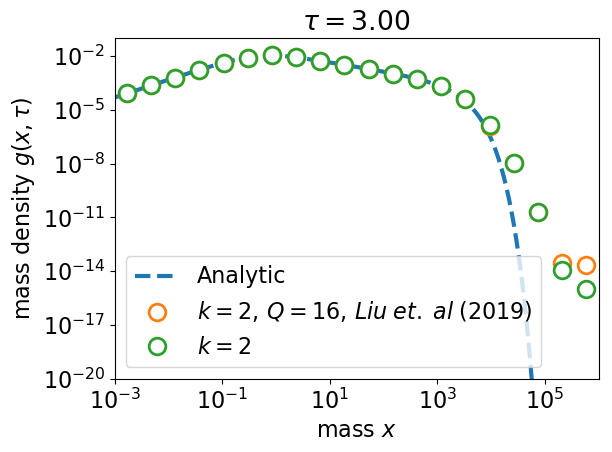 τ = 3.00
mass density g(x, τ)
10⁻²
10⁻⁵
10⁻⁸
10⁻¹¹
10⁻¹⁴
10⁻¹⁷
10⁻²⁰
Analytic
k = 2, Q = 16, Liu et. al (2019)
k = 2
10⁻³
10⁻¹
10¹
10³
10⁵
mass x